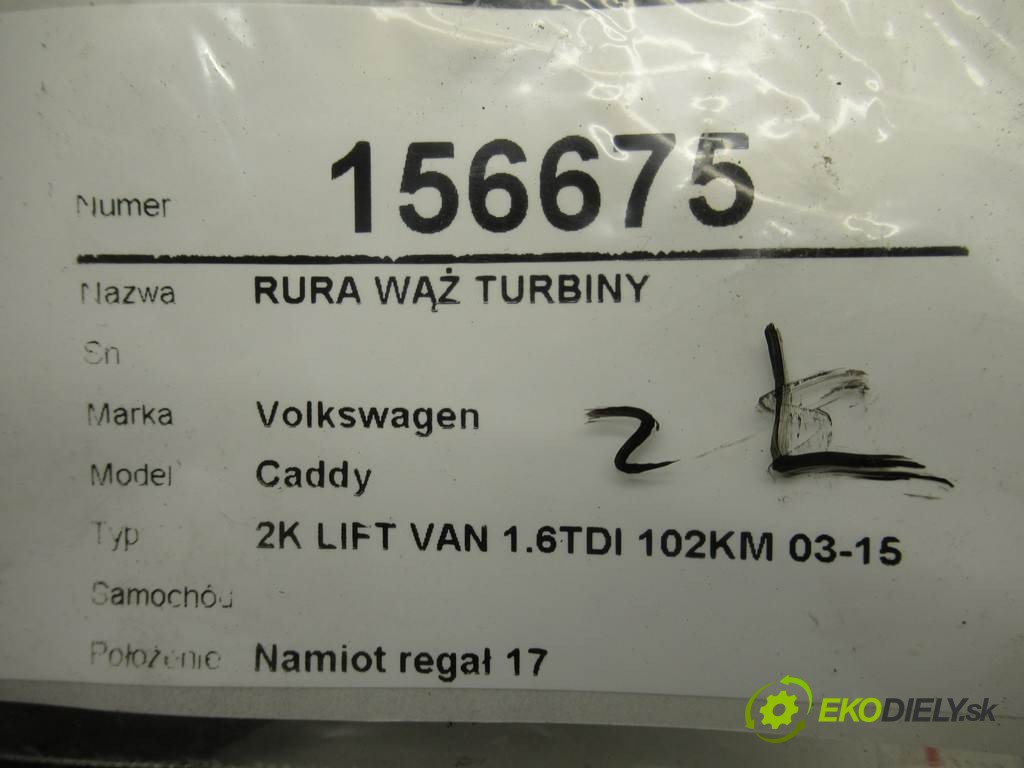 Numer 156675
Nazwa RURA WĄŻ TURBINY
Sn
Marka Volkswagen
Model Caddy
Typ 2K LIFT VAN 1.6TDI 102KM 03-15
Samochód
Położenie Namiot regał 17
EKODIELY.sk